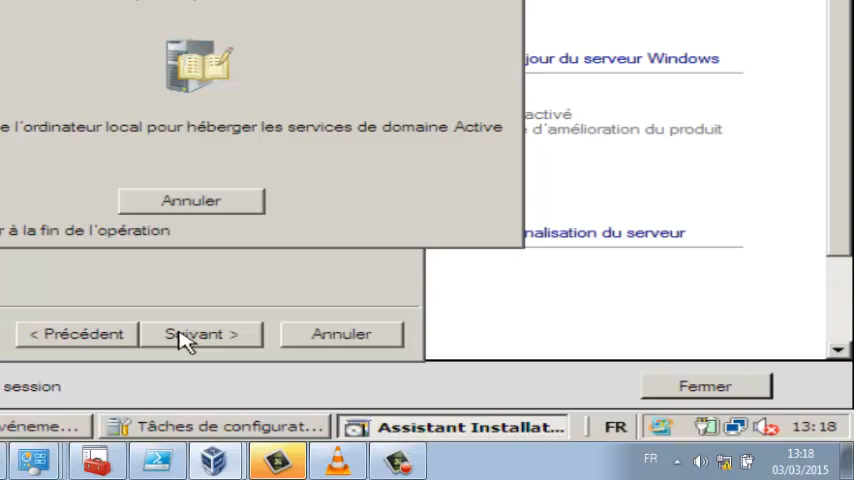 jour du serveur Windows
activé
e l'ordinateur local pour héberger les services de domaine Active
d'amélioration du produit
Annuler
r à la fin de l'opération
nalisation du serveur
< Précédent
Suivant >
Annuler
session
Fermer
événeme...
Tâches de configurat...
Assistant Installat...
FR
13:18
FR
13:18
03/03/2015